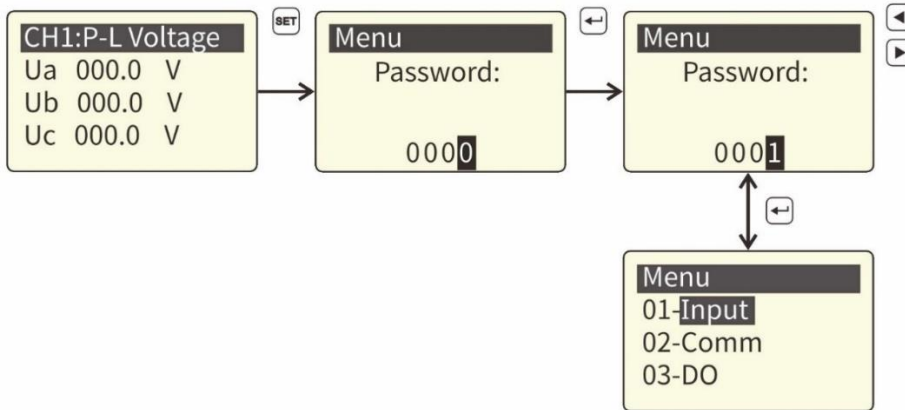 CH1:P-L Voltage
Ua 000.0 V
Ub 000.0 V
Uc 000.0 V
SET
Menu
Password:
0000
Menu
Password:
0001
Menu
01-Input
02-Comm
03-DO